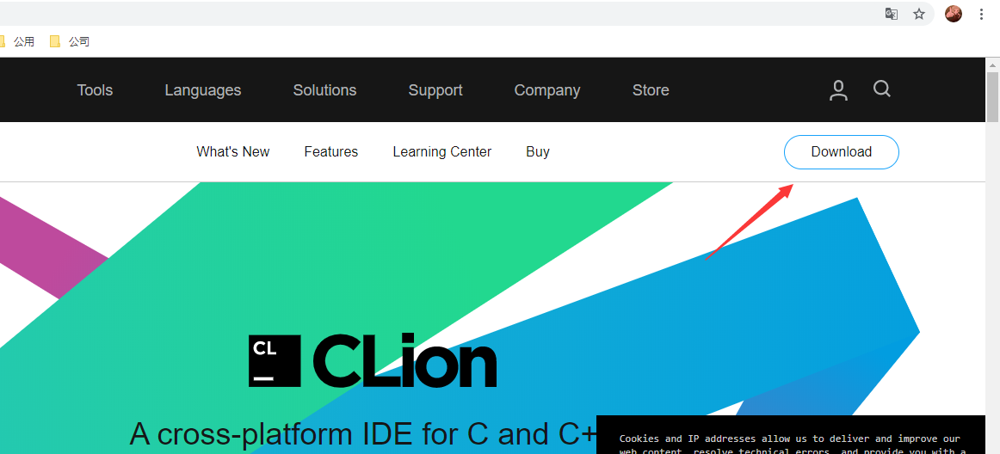 公用 公司
Tools Languages Solutions Support Company Store
What's New Features Learning Center Buy Download
CL
CLion
A cross-platform IDE for C and C+
Cookies and IP addresses allow us to deliver and improve our
web content, resolve technical errors, and provide you with a